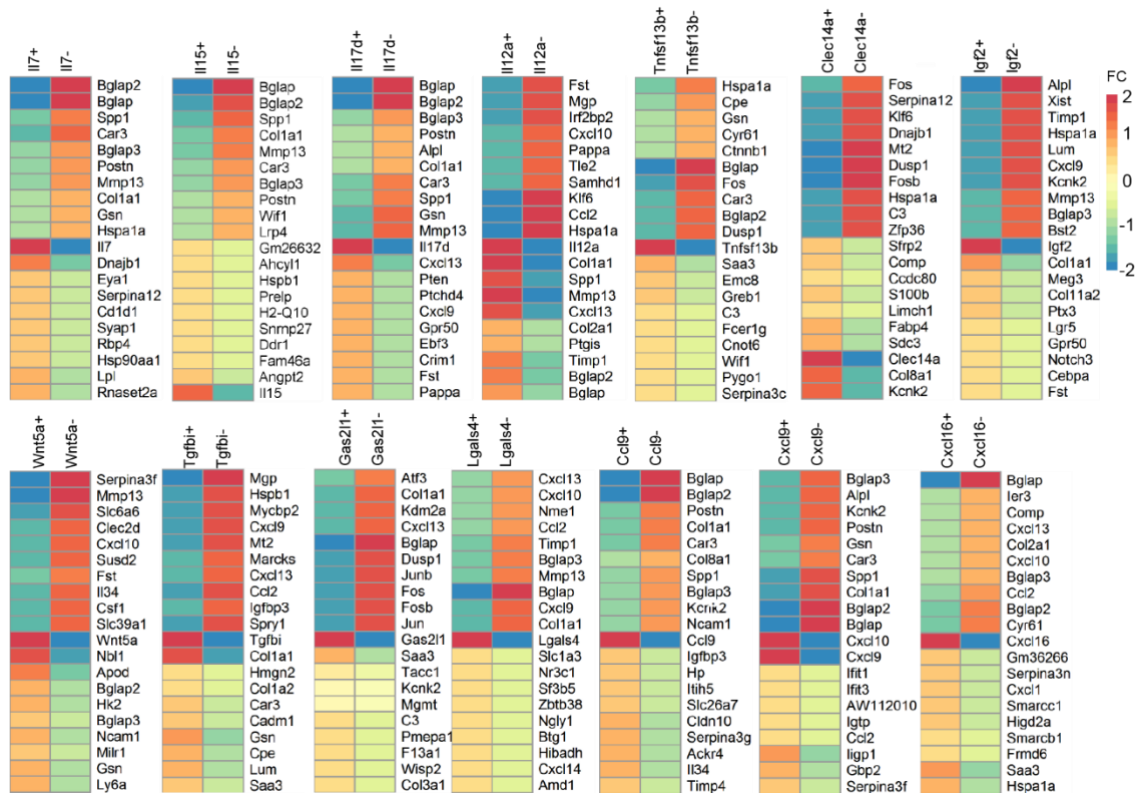 Il7+ Il7-
Bglap2
Bglap
Spp1
Car3
Bglap3
Postn
Mmp13
Col1a1
Gsn
Hspa1a
Il7
Dnajb1
Eya1
Serpina12
Cd1d1
Syap1
Rbp4
Hsp90aa1
Lpl
Rnaset2a
Il15+ Il15-
Bglap
Bglap2
Spp1
Col1a1
Mmp13
Car3
Bglap3
Postn
Wif1
Lrp4
Gm26632
Ahcyl1
Hspb1
Prelp
H2-Q10
Snrnp27
Ddr1
Fam46a
Angpt2
Il15
Il17d+ Il17d-
Bglap
Bglap2
Bglap3
Postn
Alpl
Col1a1
Car3
Spp1
Gsn
Mmp13
Il17d
Cxcl13
Pten
Ptchd4
Cxcl9
Gpr50
Ebf3
Crim1
Fst
Pappa
Il12a+ Il12a-
Fst
Mgp
Irf2bp2
Cxcl10
Pappa
Tle2
Samhd1
Klf6
Ccl2
Hspa1a
Il12a
Col1a1
Spp1
Mmp13
Cxcl13
Col2a1
Ptgis
Timp1
Bglap2
Bglap
Tnfsf13b+ Tnfsf13b-
Hspa1a
Cpe
Gsn
Cyr61
Ctnnb1
Bglap
Fos
Car3
Bglap2
Dusp1
Tnfsf13b
Saa3
Emc8
Greb1
C3
Fcer1g
Cnot6
Wif1
Pygo1
Serpina3c
Clec14a+ Clec14a-
Fos
Serpina12
Klf6
Dnajb1
Mt2
Dusp1
Fosb
Hspa1a
C3
Zfp36
Sfrp2
Comp
Ccdc80
S100b
Limch1
Fabp4
Sdc3
Clec14a
Col8a1
Kcnk2
Igf2+ Igf2-
Alpl
Xist
Timp1
Hspa1a
Lum
Cxcl9
Kcnk2
Mmp13
Bglap3
Bst2
Igf2
Col1a1
Meg3
Col11a2
Ptx3
Lgr5
Gpr50
Notch3
Cebpa
Fst
FC
2
1
0
-1
-2
Wnt5a+ Wnt5a-
Serpina3f
Mmp13
Slc6a6
Clec2d
Cxcl10
Susd2
Fst
Il34
Csf1
Slc39a1
Wnt5a
Nbl1
Apod
Bglap2
Hk2
Bglap3
Ncam1
Milr1
Gsn
Ly6a
Tgfbi+ Tgfbi-
Mgp
Hspb1
Mycbp2
Cxcl9
Mt2
Marcks
Cxcl13
Ccl2
Igfbp3
Spry1
Tgfbi
Col1a1
Hmgn2
Col1a2
Car3
Cadm1
Gsn
Cpe
Lum
Saa3
Gas2l1+ Gas2l1-
Atf3
Col1a1
Kdm2a
Cxcl13
Bglap
Dusp1
Junb
Fos
Fosb
Jun
Gas2l1
Saa3
Tacc1
Kcnk2
Mgmt
C3
Pmepa1
F13a1
Wisp2
Col3a1
Lgals4+ Lgals4-
Cxcl13
Cxcl10
Nme1
Ccl2
Timp1
Bglap3
Mmp13
Bglap
Cxcl9
Col1a1
Lgals4
Slc1a3
Nr3c1
Sf3b5
Zbtb38
Ngly1
Btg1
Hibadh
Cxcl14
Amd1
Ccl9+ Ccl9-
Bglap
Bglap2
Postn
Col1a1
Car3
Col8a1
Spp1
Bglap3
Kcnk2
Ncam1
Ccl9
Igfbp3
Hp
Itih5
Slc26a7
Cldn10
Serpina3g
Ackr4
Il34
Timp4
Cxcl9+ Cxcl9-
Bglap3
Alpl
Kcnk2
Postn
Gsn
Car3
Spp1
Col1a1
Bglap2
Bglap
Cxcl10
Cxcl9
Ifit1
Ifit3
AW112010
Igtp
Ccl2
Iigp1
Gbp2
Serpina3f
Cxcl16+ Cxcl16-
Bglap
Ier3
Comp
Cxcl13
Col2a1
Cxcl10
Bglap3
Ccl2
Bglap2
Cyr61
Cxcl16
Gm36266
Serpina3n
Cxcl1
Smarcc1
Higd2a
Smarcb1
Frmd6
Saa3
Hspa1a